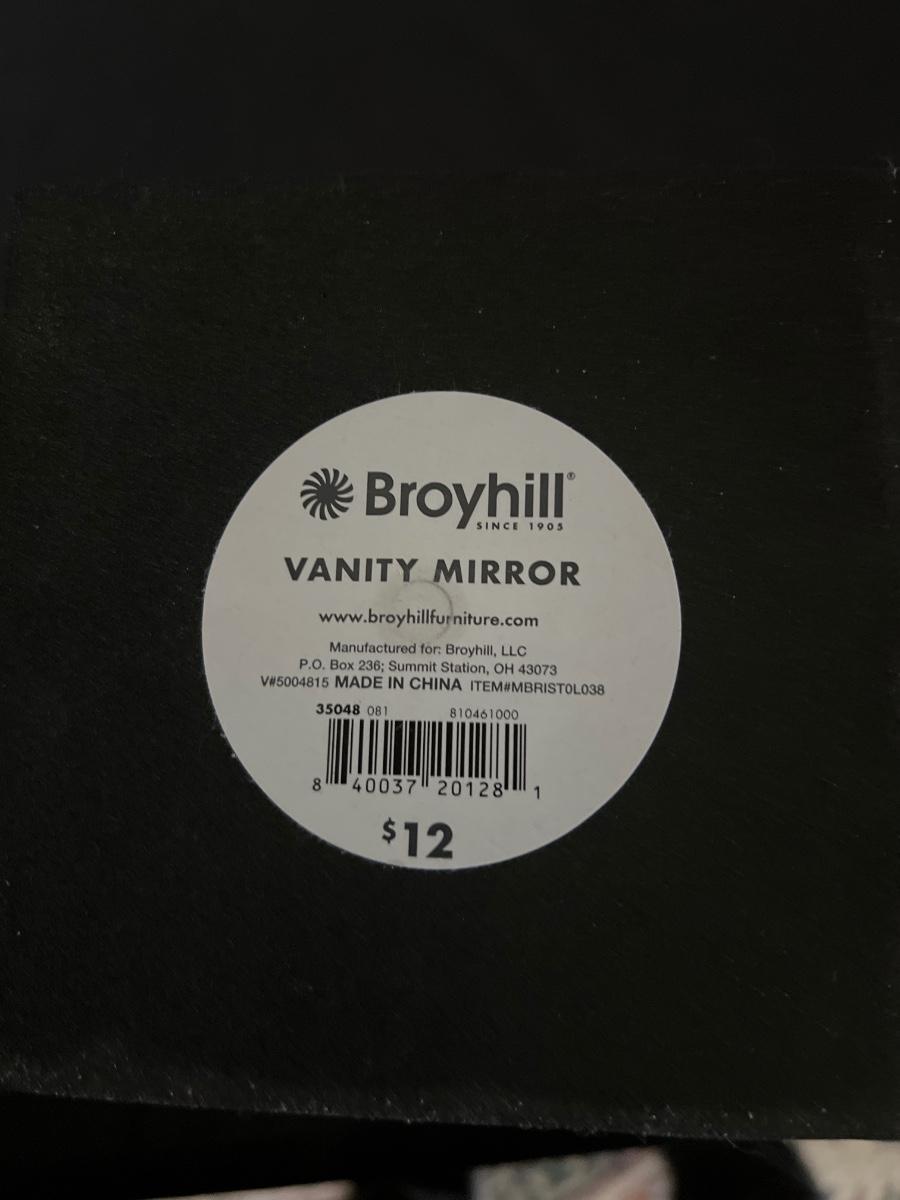 Broyhill®
SINCE 1905
VANITY MIRROR
www.broyhillfurniture.com
Manufactured for: Broyhill, LLC
P.O. Box 236; Summit Station, OH 43073
V#5004815 MADE IN CHINA ITEM#MBRIST0L038
35048 081 810461000
8 40037 20128 1
$12